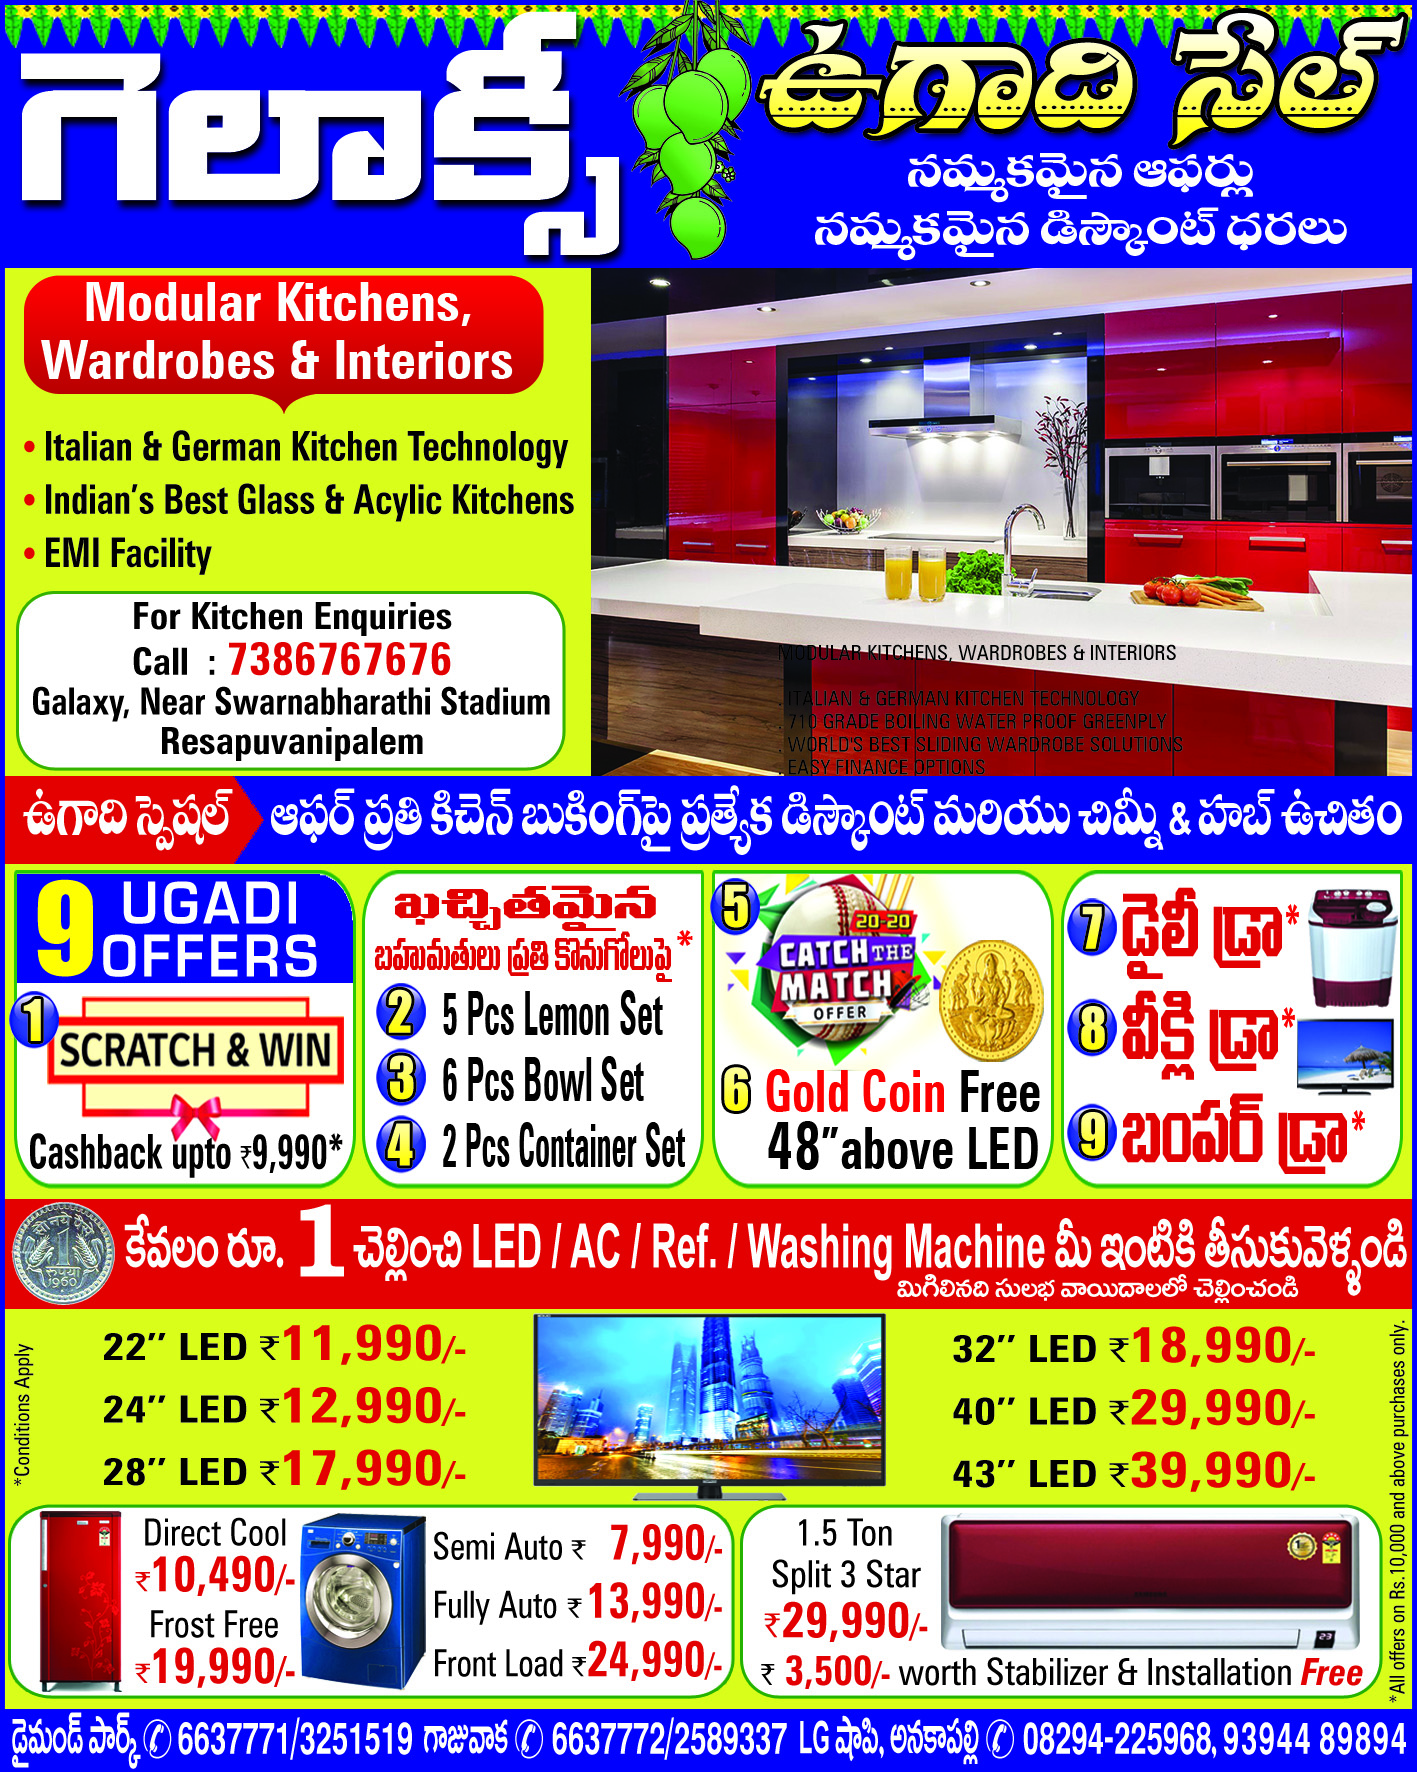 గెలాక్సీ
ఉగాది సేల్
నమ్మకమైన ఆఫర్లు
నమ్మకమైన డిస్కౌంట్ ధరలు
Modular Kitchens,
Wardrobes & Interiors
• Italian & German Kitchen Technology
• Indian's Best Glass & Acylic Kitchens
• EMI Facility
For Kitchen Enquiries
Call : 7386767676
Galaxy, Near Swarnabharathi Stadium
Resapuvanipalem
MODULAR KITCHENS, WARDROBES & INTERIORS
. ITALIAN & GERMAN KITCHEN TECHNOLOGY
. 710 GRADE BOILING WATER PROOF GREENPLY
. WORLD'S BEST SLIDING WARDROBE SOLUTIONS
. EASY FINANCE OPTIONS
ఉగాది స్పెషల్ ఆఫర్ ప్రతి కిచెన్ బుకింగ్‌పై ప్రత్యేక డిస్కౌంట్ మరియు చిమ్నీ & హబ్ ఉచితం
9 UGADI
OFFERS
1 SCRATCH & WIN
Cashback upto ₹9,990*
ఖచ్చితమైన
బహుమతులు ప్రతి కొనుగోలుపై *
2 5 Pcs Lemon Set
3 6 Pcs Bowl Set
4 2 Pcs Container Set
5
20-20
CATCH THE
MATCH
OFFER
6 Gold Coin Free
48" above LED
7 డైలీ డ్రా*
8 వీక్లి డ్రా*
9 బంపర్ డ్రా*
1
रुपया
1960
కేవలం రూ. 1 చెల్లించి LED / AC / Ref. / Washing Machine మీ ఇంటికి తీసుకువెళ్ళండి
మిగిలినది సులభ వాయిదాలలో చెల్లించండి
*Conditions Apply
22" LED ₹11,990/-
24" LED ₹12,990/-
28" LED ₹17,990/-
32" LED ₹18,990/-
40" LED ₹29,990/-
43" LED ₹39,990/-
*All offers on Rs.10,000 and above purchases only.
Direct Cool
₹10,490/-
Frost Free
₹19,990/-
Semi Auto ₹ 7,990/-
Fully Auto ₹ 13,990/-
Front Load ₹24,990/-
1.5 Ton
Split 3 Star
₹29,990/-
23
₹ 3,500/- worth Stabilizer & Installation Free
డైమండ్ పార్క్ ✆ 6637771/3251519 గాజువాక ✆ 6637772/2589337 LG షాపి, అనకాపల్లి ✆ 08294-225968, 93944 89894